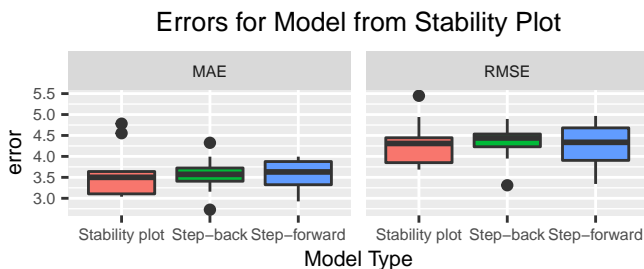 Errors for Model from Stability Plot
MAE
RMSE
error
5.5
5.0
4.5
4.0
3.5
3.0
Stability plot
Step−back
Step−forward
Stability plot
Step−back
Step−forward
Model Type